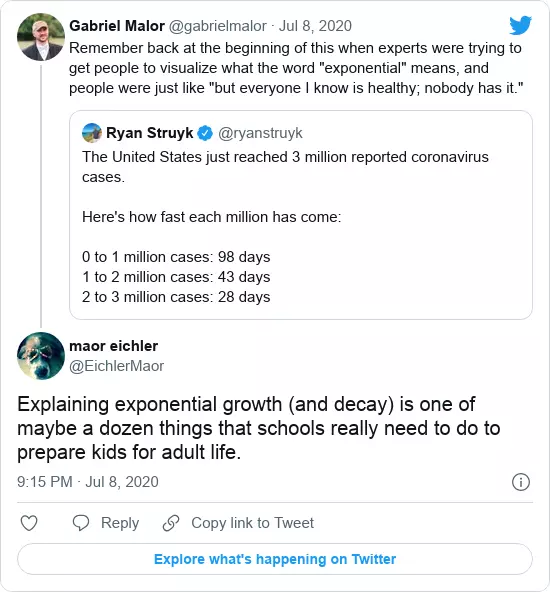 Gabriel Malor @gabrielmalor · Jul 8, 2020
Remember back at the beginning of this when experts were trying to
get people to visualize what the word "exponential" means, and
people were just like "but everyone I know is healthy; nobody has it."
Ryan Struyk @ryanstruyk
The United States just reached 3 million reported coronavirus
cases.
Here's how fast each million has come:
0 to 1 million cases: 98 days
1 to 2 million cases: 43 days
2 to 3 million cases: 28 days
maor eichler
@EichlerMaor
Explaining exponential growth (and decay) is one of
maybe a dozen things that schools really need to do to
prepare kids for adult life.
9:15 PM · Jul 8, 2020
Reply
Copy link to Tweet
Explore what's happening on Twitter